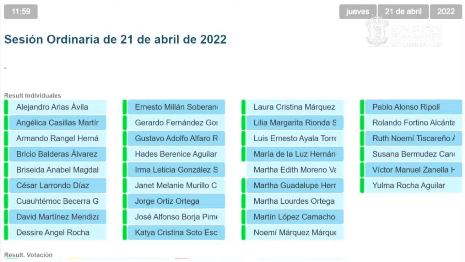 11:59
jueves 21 de abril 2022
Sesión Ordinaria de 21 de abril de 2022
-
Result Individuales
Alejandro Arias Ávila
Angélica Casillas Martír
Armando Rangel Herná
Bricio Balderas Álvarez
Briseida Anabel Magdal
César Larrondo Díaz
Cuauhtémoc Becerra G
David Martínez Mendiza
Dessire Angel Rocha
Ernesto Millán Soberan
Gerardo Fernández Gor
Gustavo Adolfo Alfaro R
Hades Berenice Aguilar
Irma Leticia González S
Janet Melanie Murillo C
Jorge Ortiz Ortega
José Alfonso Borja Pime
Katya Cristina Soto Esc
Laura Cristina Márquez
Lilia Margarita Rionda S
Luis Ernesto Ayala Torre
María de la Luz Hernán
Martha Edith Moreno Va
Martha Guadalupe Herr
Martha Lourdes Ortega
Martín López Camacho
Noemí Márquez Márque
Pablo Alonso Ripoll
Rolando Fortino Alcánta
Ruth Noemí Tiscareño A
Susana Bermudez Cano
Víctor Manuel Zanella H
Yulma Rocha Aguilar
Result. Votación